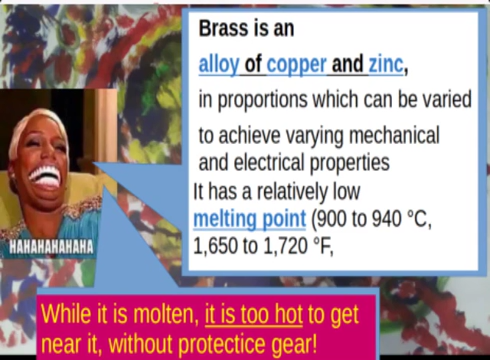 Brass is an
alloy of copper and zinc,
in proportions which can be varied
to achieve varying mechanical
and electrical properties
It has a relatively low
melting point (900 to 940 °C,
1,650 to 1,720 °F,
HAHAHAHAHAHA
While it is molten, it is too hot to get
near it, without protectice gear!